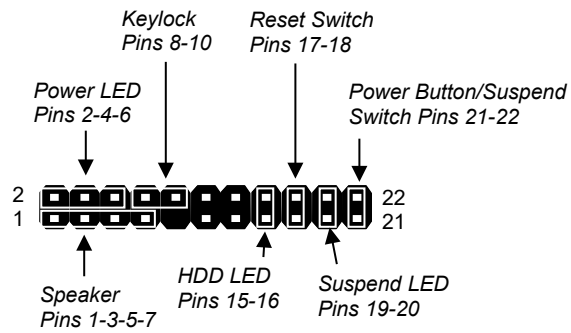 Keylock
Pins 8-10
Reset Switch
Pins 17-18
Power LED
Pins 2-4-6
Power Button/Suspend
Switch Pins 21-22
2
22
1
21
Speaker
Pins 1-3-5-7
HDD LED
Pins 15-16
Suspend LED
Pins 19-20